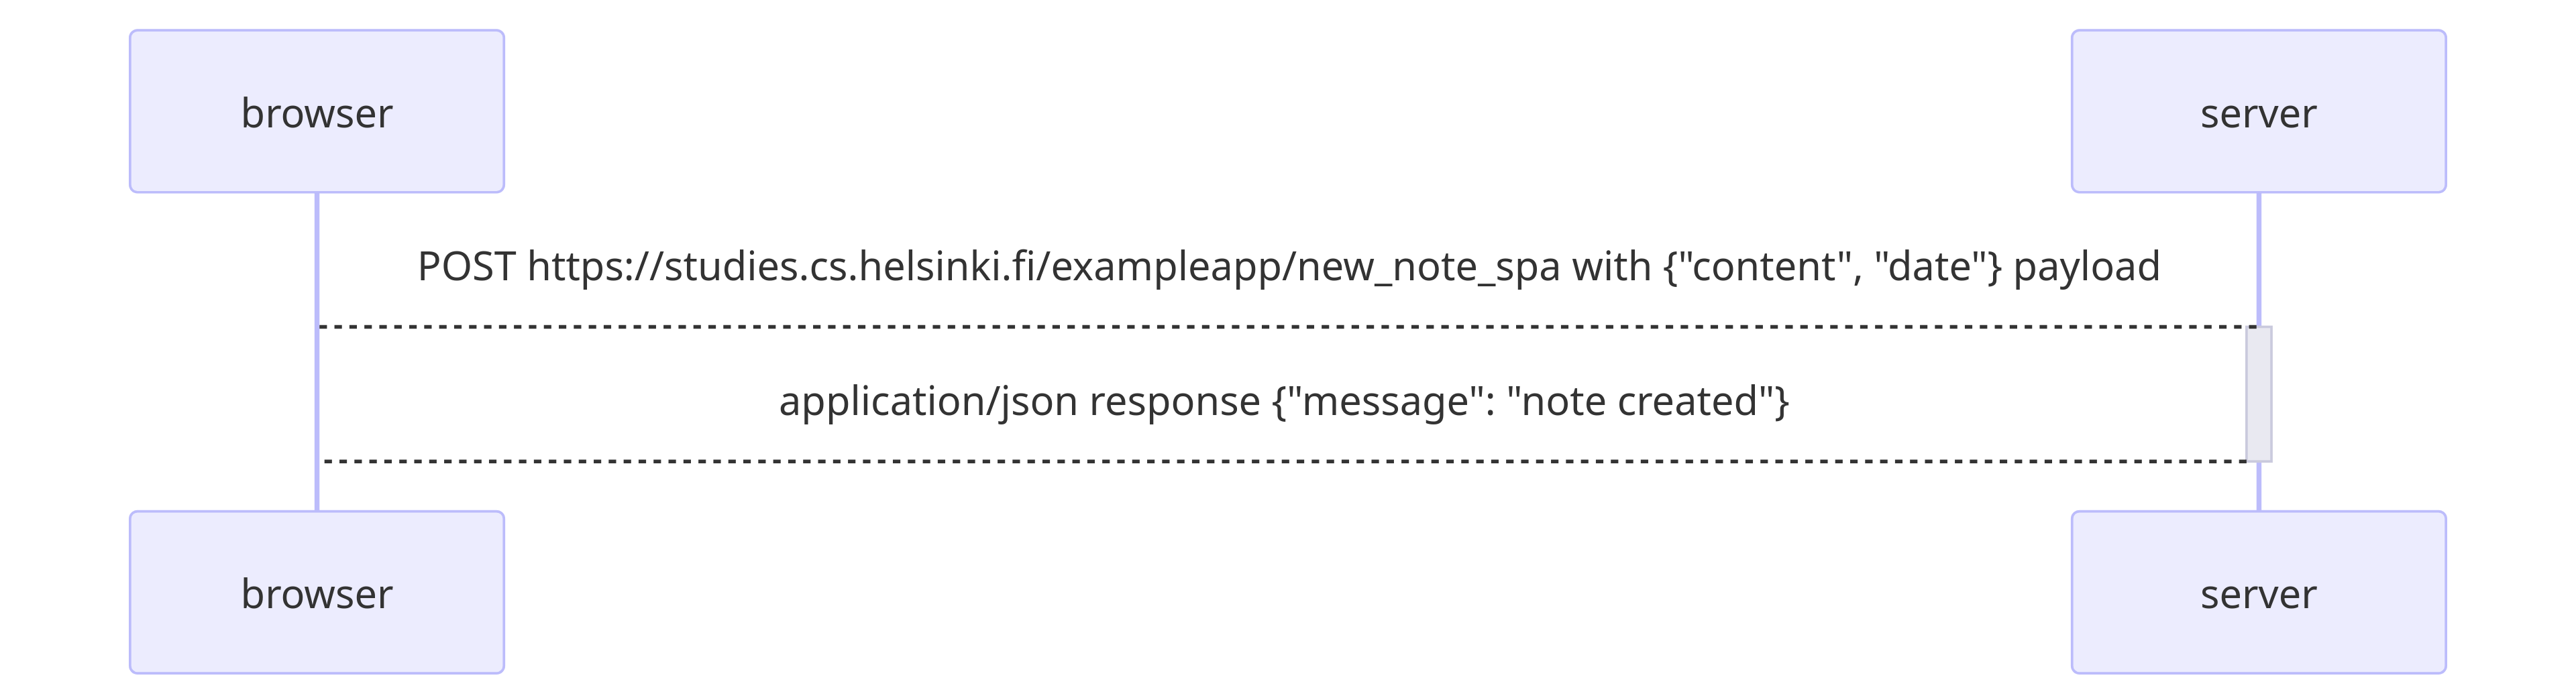 browser
server
POST https://studies.cs.helsinki.fi/exampleapp/new_note_spa with {"content", "date"} payload
application/json response {"message": "note created"}
browser
server